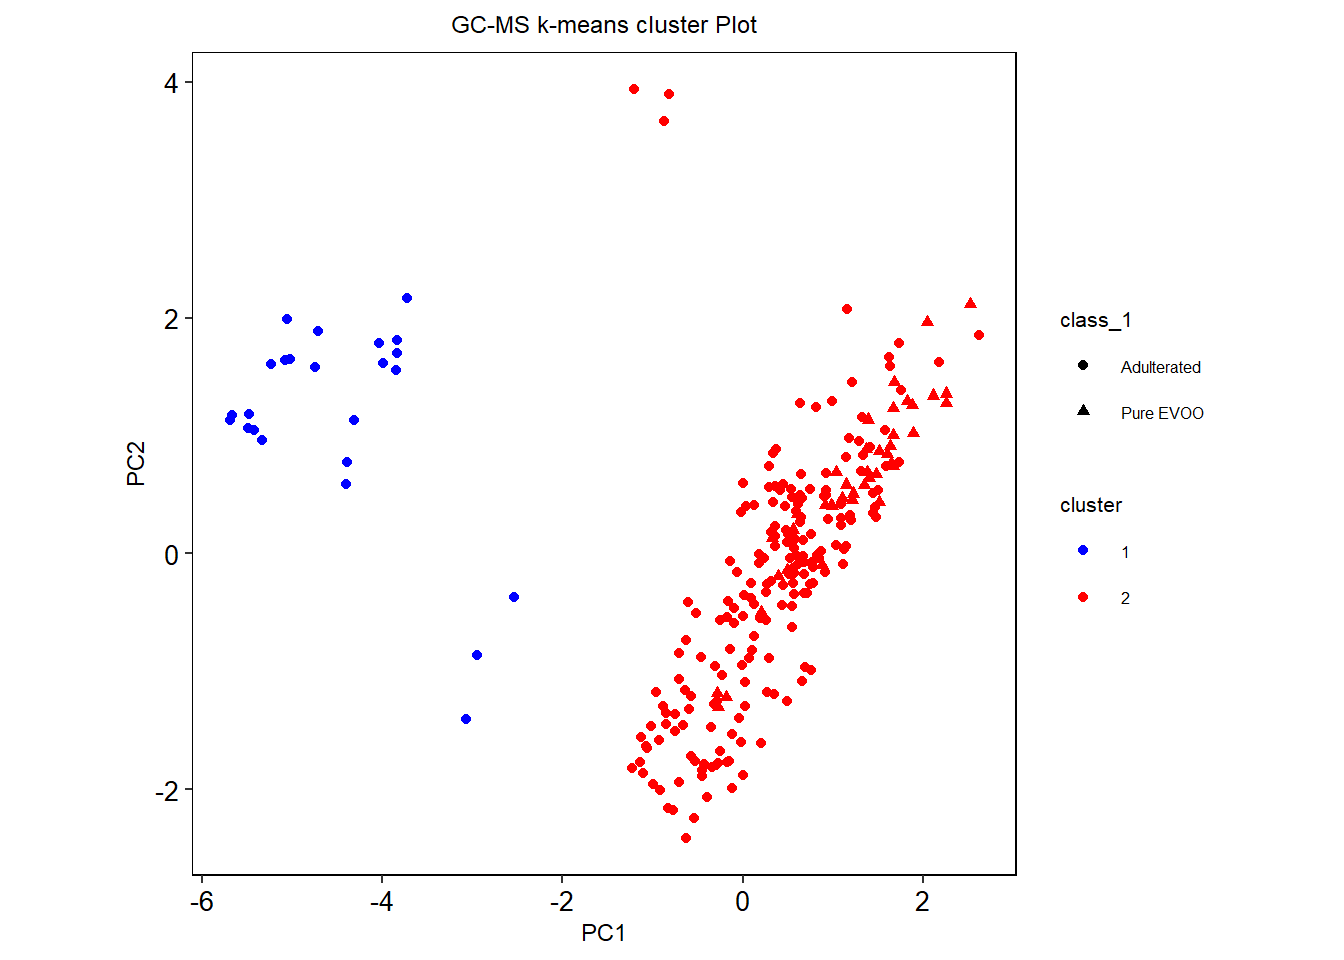 GC-MS k-means cluster Plot
4
2
0
-2
PC2
-6
-4
-2
0
2
PC1
class_1
Adulterated
Pure EVOO
cluster
1
2